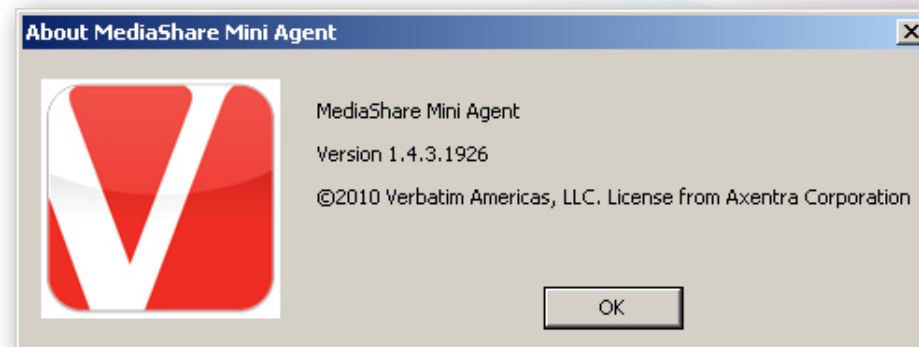 About MediaShare Mini Agent
MediaShare Mini Agent
Version 1.4.3.1926
©2010 Verbatim Americas, LLC. License from Axentra Corporation
OK